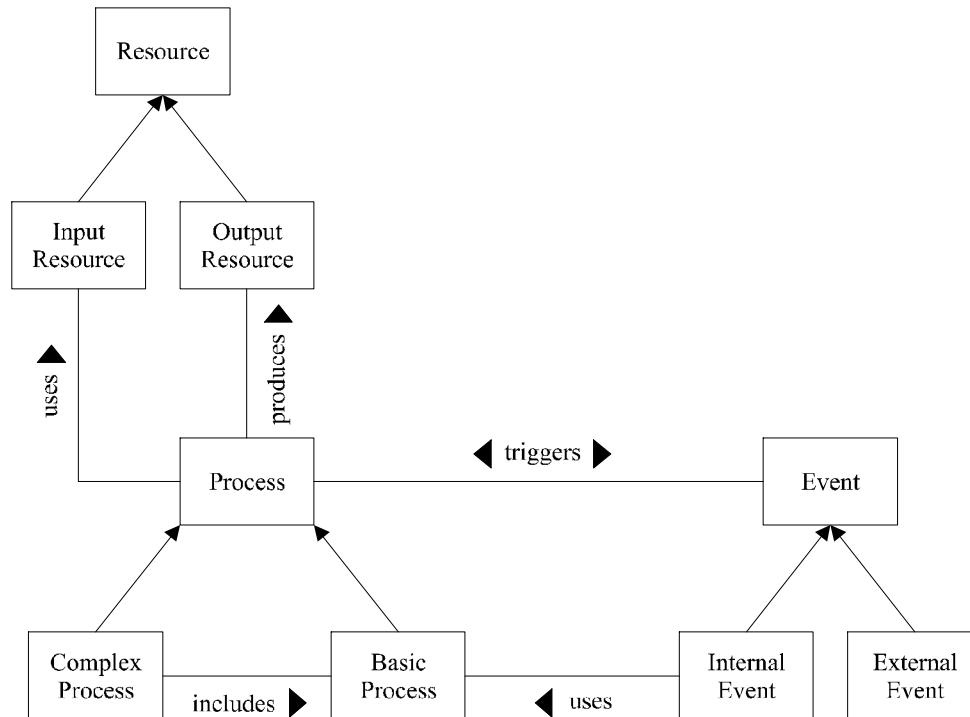 Resource
Input
Resource
Output
Resource
uses
produces
Process
triggers
Event
Complex
Process
includes
Basic
Process
uses
Internal
Event
External
Event